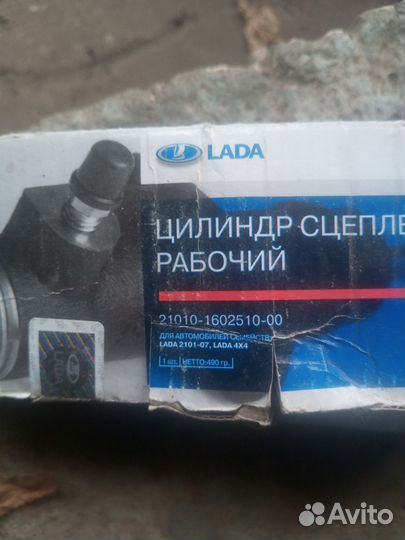 LADA
ЦИЛИНДР СЦЕПЛЕ
РАБОЧИЙ
21010-1602510-00
ДЛЯ АВТОМОБИЛЕЙ СЕМЕЙСТВ
LADA 2101-07, LADA 4X4
1 шт. НЕТТО:490 гр.
Avito